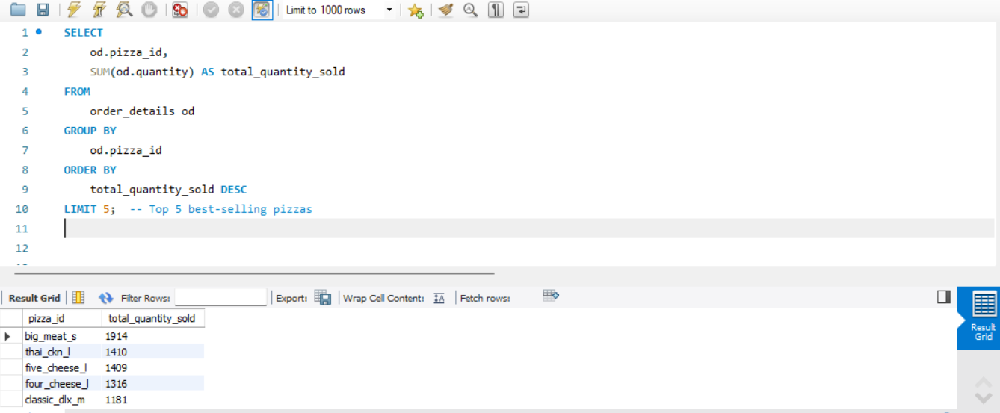 Limit to 1000 rows
1 SELECT
2 od.pizza_id,
3 SUM(od.quantity) AS total_quantity_sold
4 FROM
5 order_details od
6 GROUP BY
7 od.pizza_id
8 ORDER BY
9 total_quantity_sold DESC
10 LIMIT 5;  -- Top 5 best-selling pizzas
11
12
Result Grid Filter Rows: Export: Wrap Cell Content: IA Fetch rows:
pizza_id total_quantity_sold
big_meat_s 1914
thai_ckn_l 1410
five_cheese_l 1409
four_cheese_l 1316
classic_dlx_m 1181
Result
Grid